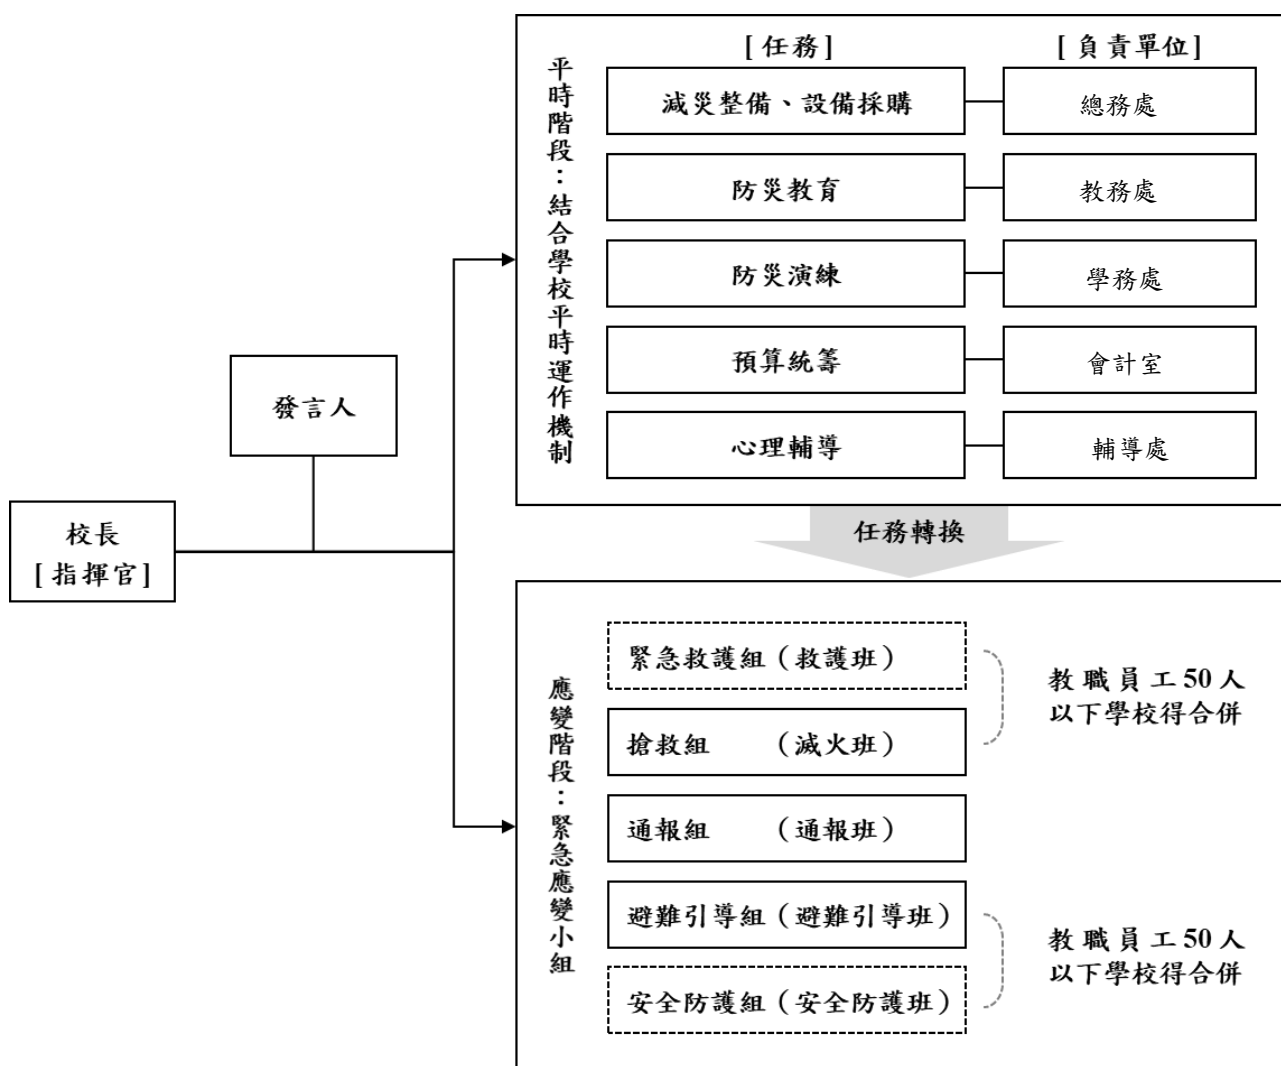 校長
[指揮官]
發言人
平時階段：結合學校平時運作機制
[任務]
[負責單位]
減災整備、設備採購
總務處
防災教育
教務處
防災演練
學務處
預算統籌
會計室
心理輔導
輔導處
任務轉換
應變階段：緊急應變小組
緊急救護組（救護班）
搶救組 （滅火班）
教職員工50人
以下學校得合併
通報組 （通報班）
避難引導組（避難引導班）
安全防護組（安全防護班）
教職員工50人
以下學校得合併